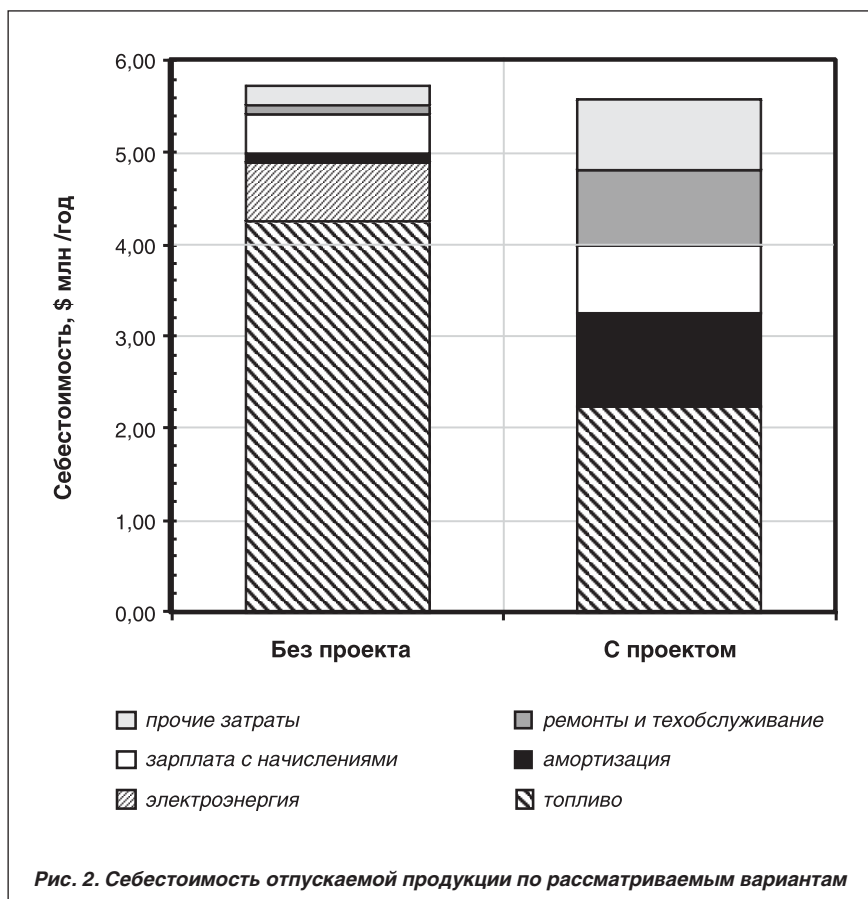 6,00
5,00
4,00
3,00
2,00
1,00
0,00
Себестоимость, $ млн /год
Без проекта
С проектом
прочие затраты
ремонты и техобслуживание
зарплата с начислениями
амортизация
электроэнергия
топливо
Рис. 2. Себестоимость отпускаемой продукции по рассматриваемым вариантам